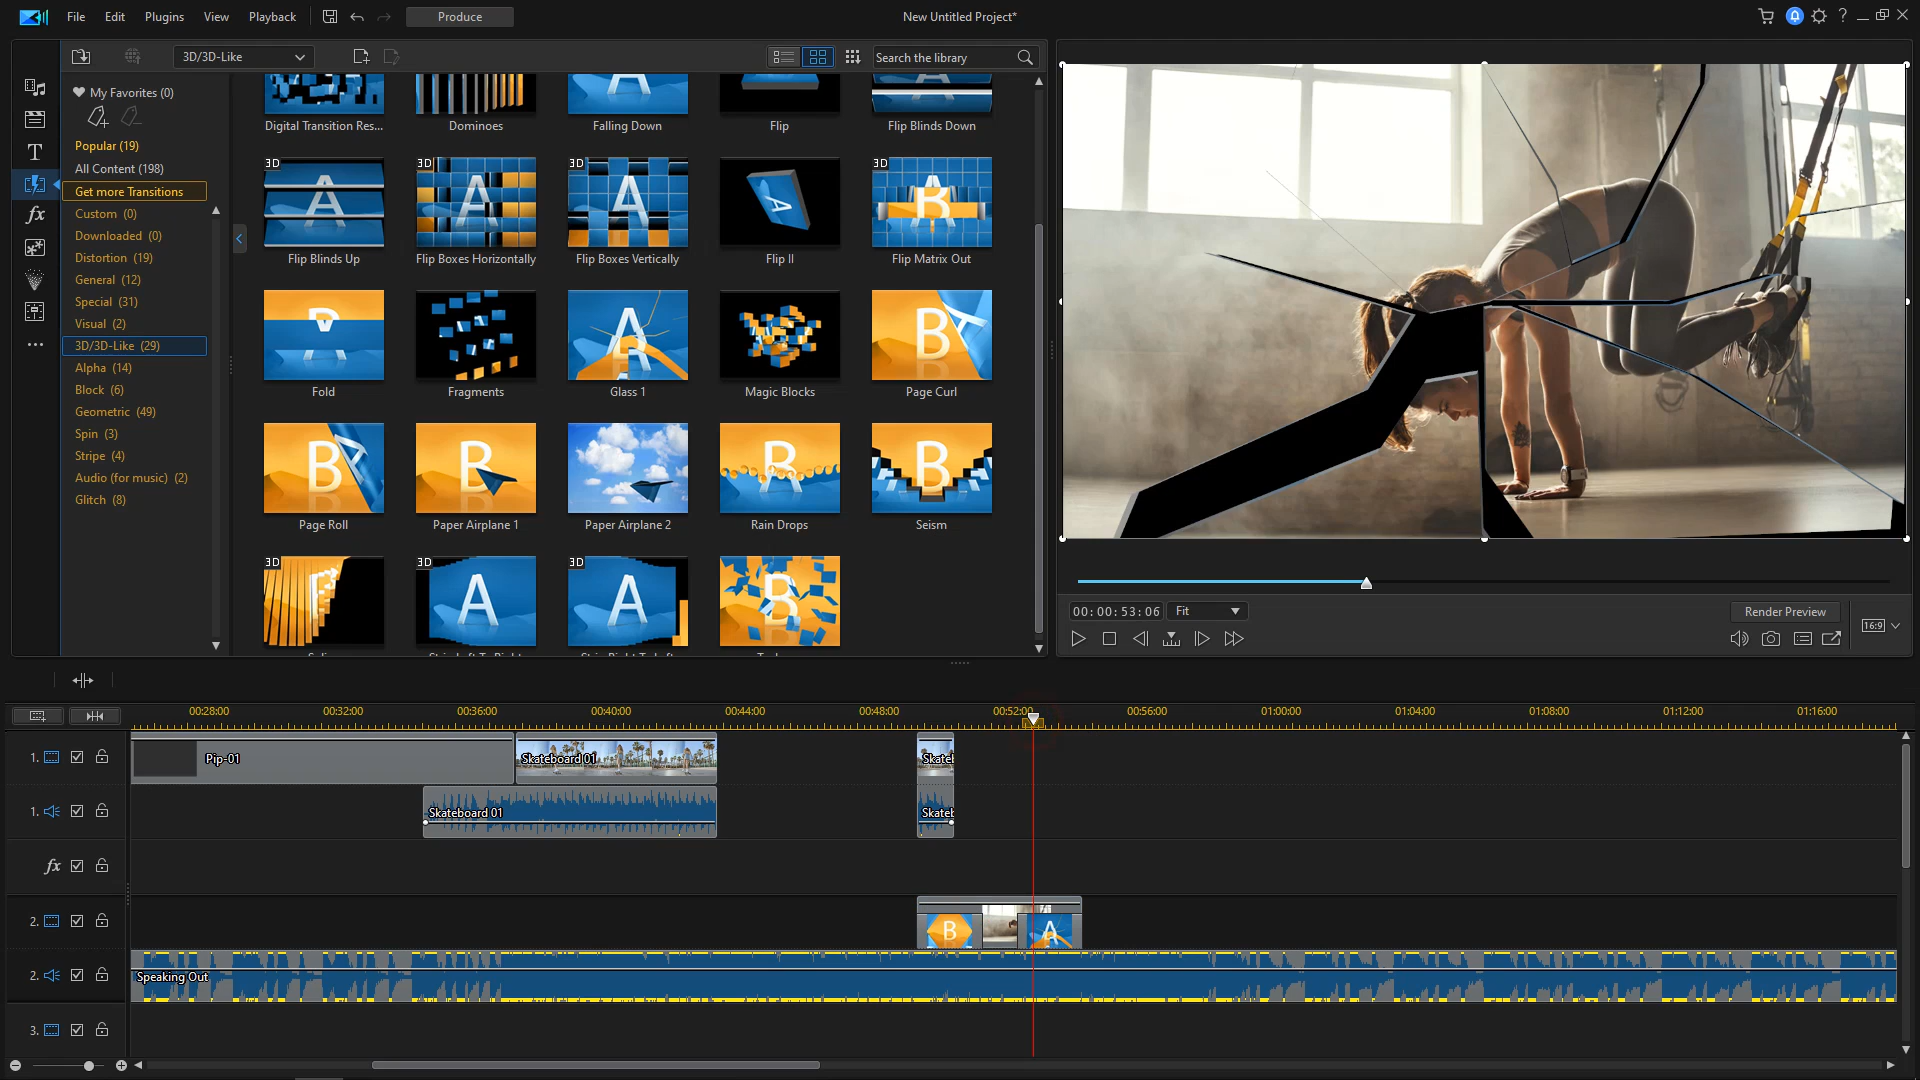 File Edit Plugins View Playback Produce New Untitled Project*
3D/3D-Like Search the library
My Favorites (0)
Popular (19)
All Content (198)
Get more Transitions
Custom (0)
Downloaded (0)
Distortion (19)
General (12)
Special (31)
Visual (2)
3D/3D-Like (29)
Alpha (14)
Block (6)
Geometric (49)
Spin (3)
Stripe (4)
Audio (for music) (2)
Glitch (8)
Digital Transition Res... Dominoes Falling Down Flip Flip Blinds Down
3D 3D 3D 3D
Flip Blinds Up Flip Boxes Horizontally Flip Boxes Vertically Flip II Flip Matrix Out
Fold Fragments Glass 1 Magic Blocks Page Curl
Page Roll Paper Airplane 1 Paper Airplane 2 Rain Drops Seism
3D 3D 3D
00:00:53:06 Fit Render Preview
16:9
00:28:00 00:32:00 00:36:00 00:40:00 00:44:00 00:48:00 00:52:00 00:56:00 01:00:00 01:04:00 01:08:00 01:12:00 01:16:00
1. Pip-01 Skateboard 01 Skateb
1. Skateboard 01 Skateb
fx
2. B A
2. Speaking Out
3.